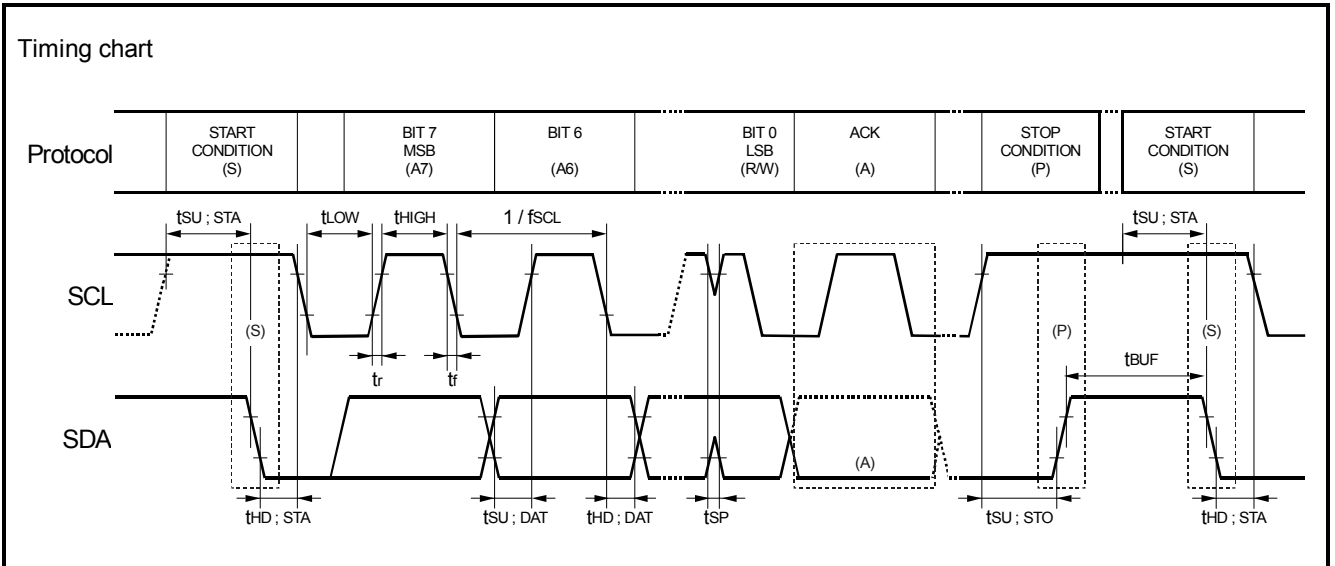 Timing chart
Protocol
START
CONDITION
(S)
BIT 7
MSB
(A7)
BIT 6
(A6)
BIT 0
LSB
(R/W)
ACK
(A)
STOP
CONDITION
(P)
START
CONDITION
(S)
tSU ; STA
tLOW
tHIGH
1 / fSCL
tSU ; STA
SCL
(S)
(P)
(S)
tr
tf
tBUF
SDA
(A)
tHD ; STA
tSU ; DAT
tHD ; DAT
tSP
tSU ; STO
tHD ; STA